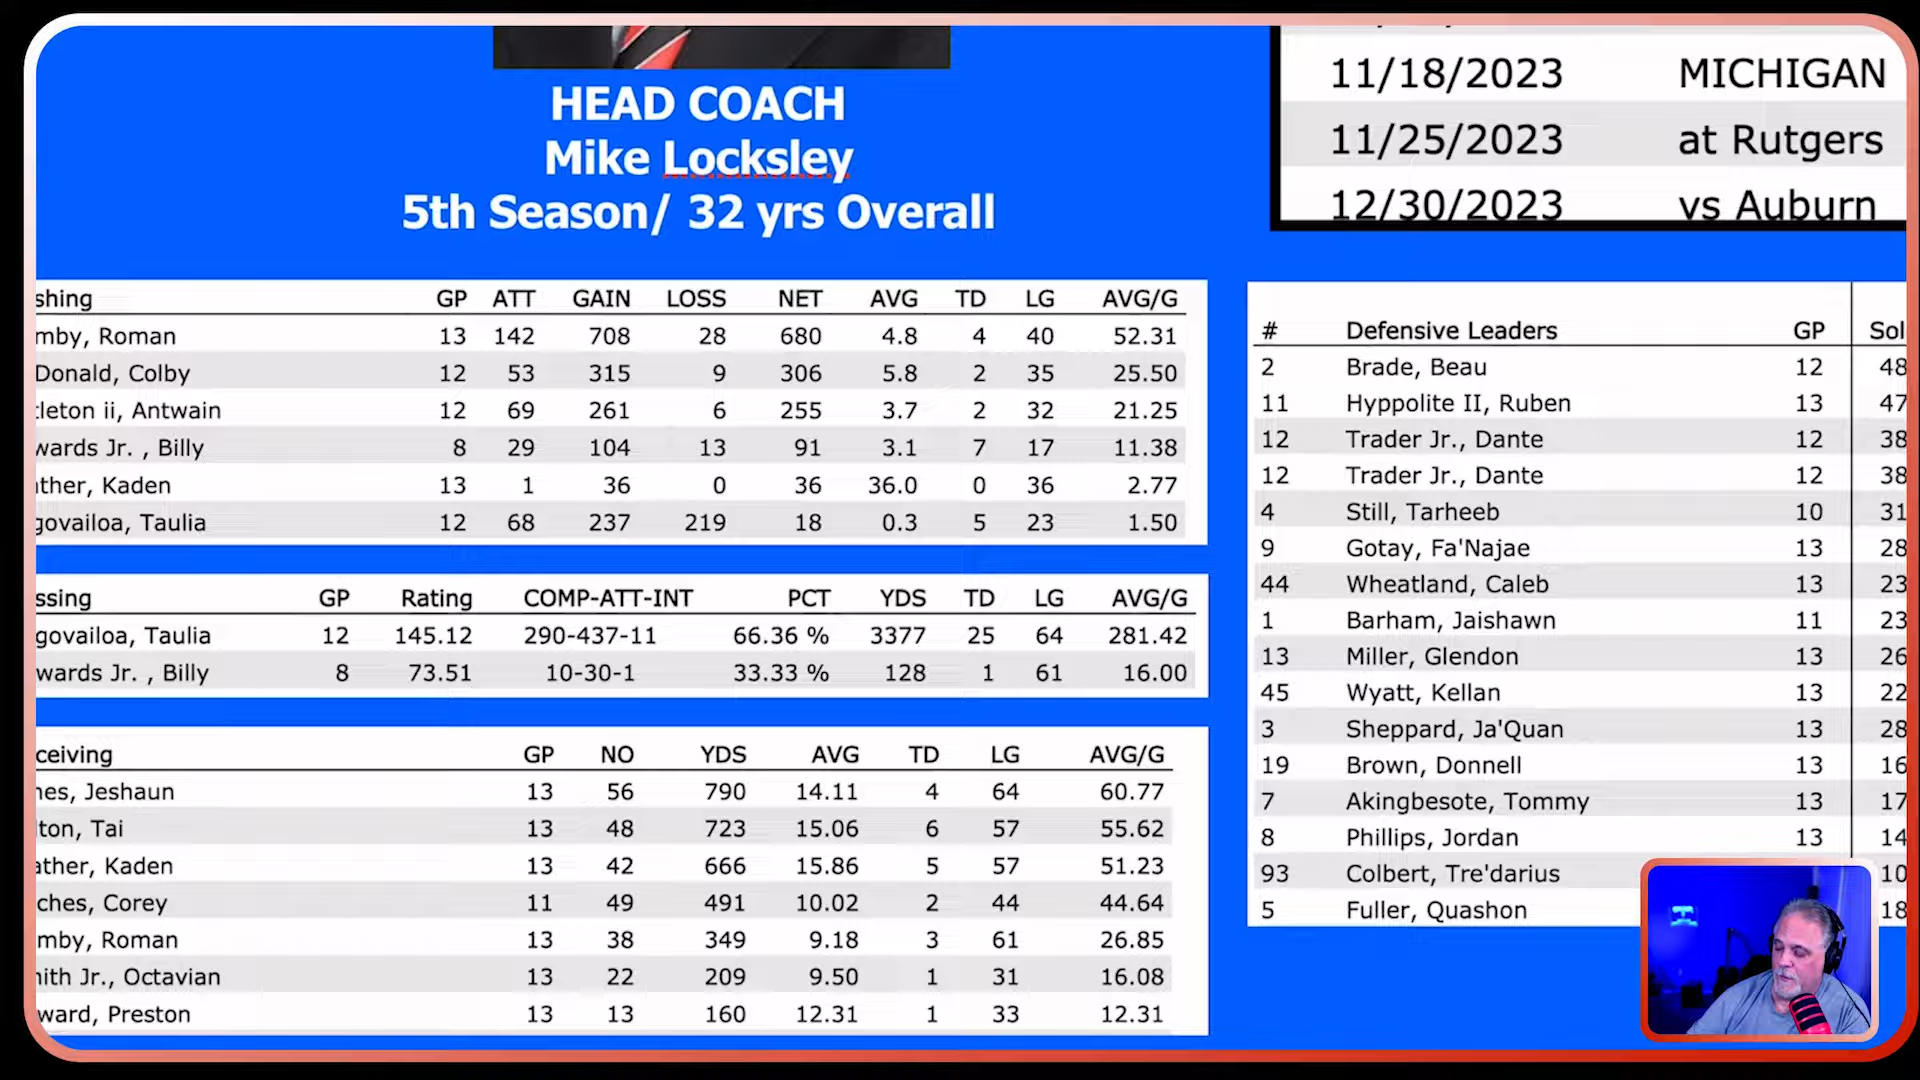 HEAD COACH
Mike Locksley
5th Season/ 32 yrs Overall
11/18/2023 MICHIGAN
11/25/2023 at Rutgers
12/30/2023 vs Auburn
shing GP ATT GAIN LOSS NET AVG TD LG AVG/G
mby, Roman 13 142 708 28 680 4.8 4 40 52.31
Donald, Colby 12 53 315 9 306 5.8 2 35 25.50
tleton ii, Antwain 12 69 261 6 255 3.7 2 32 21.25
wards Jr. , Billy 8 29 104 13 91 3.1 7 17 11.38
ather, Kaden 13 1 36 0 36 36.0 0 36 2.77
govailoa, Taulia 12 68 237 219 18 0.3 5 23 1.50
ssing GP Rating COMP-ATT-INT PCT YDS TD LG AVG/G
govailoa, Taulia 12 145.12 290-437-11 66.36 % 3377 25 64 281.42
wards Jr. , Billy 8 73.51 10-30-1 33.33 % 128 1 61 16.00
ceiving GP NO YDS AVG TD LG AVG/G
nes, Jeshaun 13 56 790 14.11 4 64 60.77
lton, Tai 13 48 723 15.06 6 57 55.62
ather, Kaden 13 42 666 15.86 5 57 51.23
ches, Corey 11 49 491 10.02 2 44 44.64
mby, Roman 13 38 349 9.18 3 61 26.85
nith Jr., Octavian 13 22 209 9.50 1 31 16.08
ward, Preston 13 13 160 12.31 1 33 12.31
# Defensive Leaders GP Sol
2 Brade, Beau 12 48
11 Hyppolite II, Ruben 13 47
12 Trader Jr., Dante 12 38
12 Trader Jr., Dante 12 38
4 Still, Tarheeb 10 31
9 Gotay, Fa'Najae 13 28
44 Wheatland, Caleb 13 23
1 Barham, Jaishawn 11 23
13 Miller, Glendon 13 26
45 Wyatt, Kellan 13 22
3 Sheppard, Ja'Quan 13 28
19 Brown, Donnell 13 16
7 Akingbesote, Tommy 13 17
8 Phillips, Jordan 13 14
93 Colbert, Tre'darius 10
5 Fuller, Quashon 18